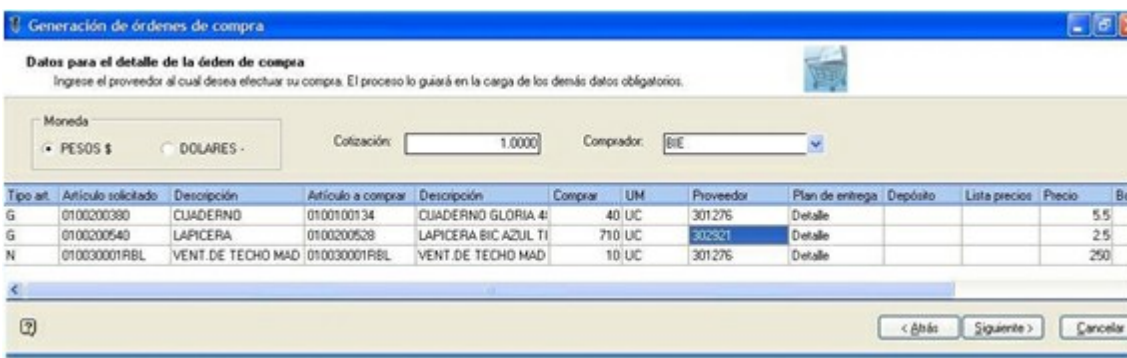 Generación de órdenes de compra
Datos para el detalle de la órden de compra
Ingrese el proveedor al cual desea efectuar su compra. El proceso lo guiará en la carga de los demás datos obligatorios.
Moneda
PESOS $ DOLARES - Cotización: 1.0000 Comprador: BIE
Tipo art. Artículo solicitado Descripción Artículo a comprar Descripción Comprar UM Proveedor Plan de entrega Depósito Lista precios Precio
G 0100200380 CUADERNO 0100100134 CUADERNO GLORIA 40 UC 301276 Detalle 5.5
G 0100200540 LAPICERA 0100200528 LAPICERA BIC AZUL 710 UC 302921 Detalle 2.5
N 010030001RBL VENT.DE TECHO MAD 010030001RBL VENT.DE TECHO MAD 10 UC 301276 Detalle 250
< Atrás Siguiente > Cancelar